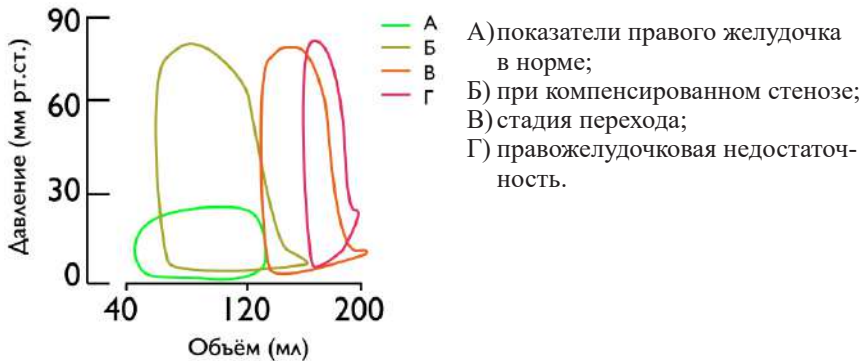 90
60
30
0
Давление (мм рт.ст.)
40 120 200
Объём (мл)
А
Б
В
Г
А) показатели правого желудочка
в норме;
Б) при компенсированном стенозе;
В) стадия перехода;
Г) правожелудочковая недостаточ-
ность.